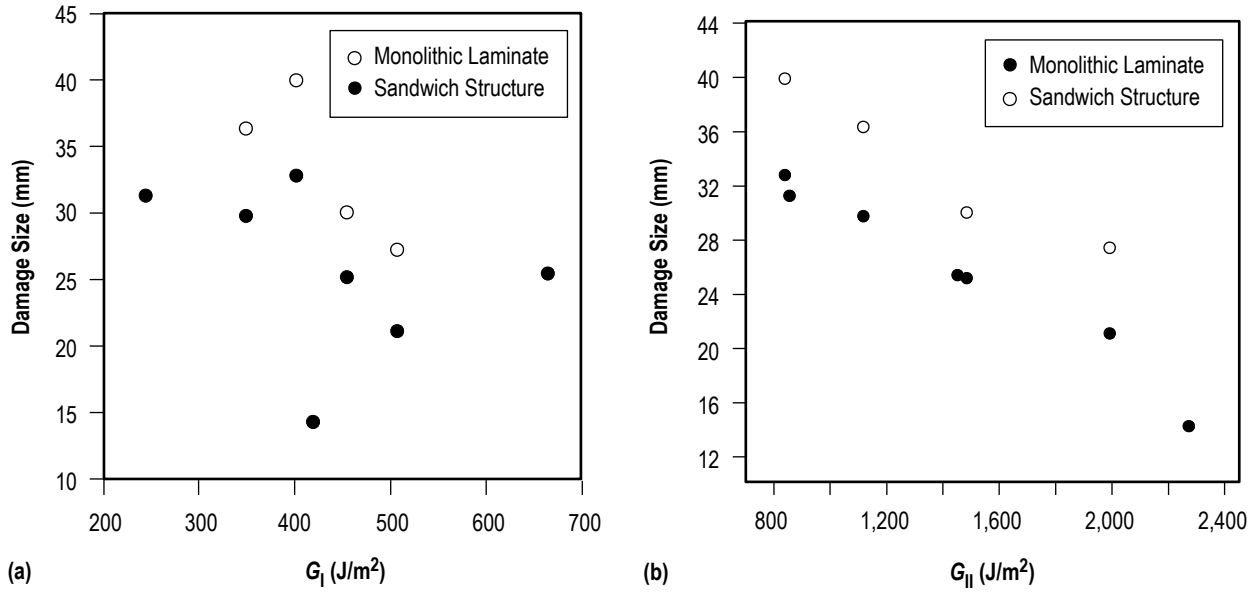 45
40
35
30
25
20
15
10
Damage Size (mm)
Monolithic Laminate
Sandwich Structure
200 300 400 500 600 700
(a) GI (J/m²)
44
40
36
32
28
24
20
16
12
Damage Size (mm)
Monolithic Laminate
Sandwich Structure
800 1,200 1,600 2,000 2,400
(b) GII (J/m²)